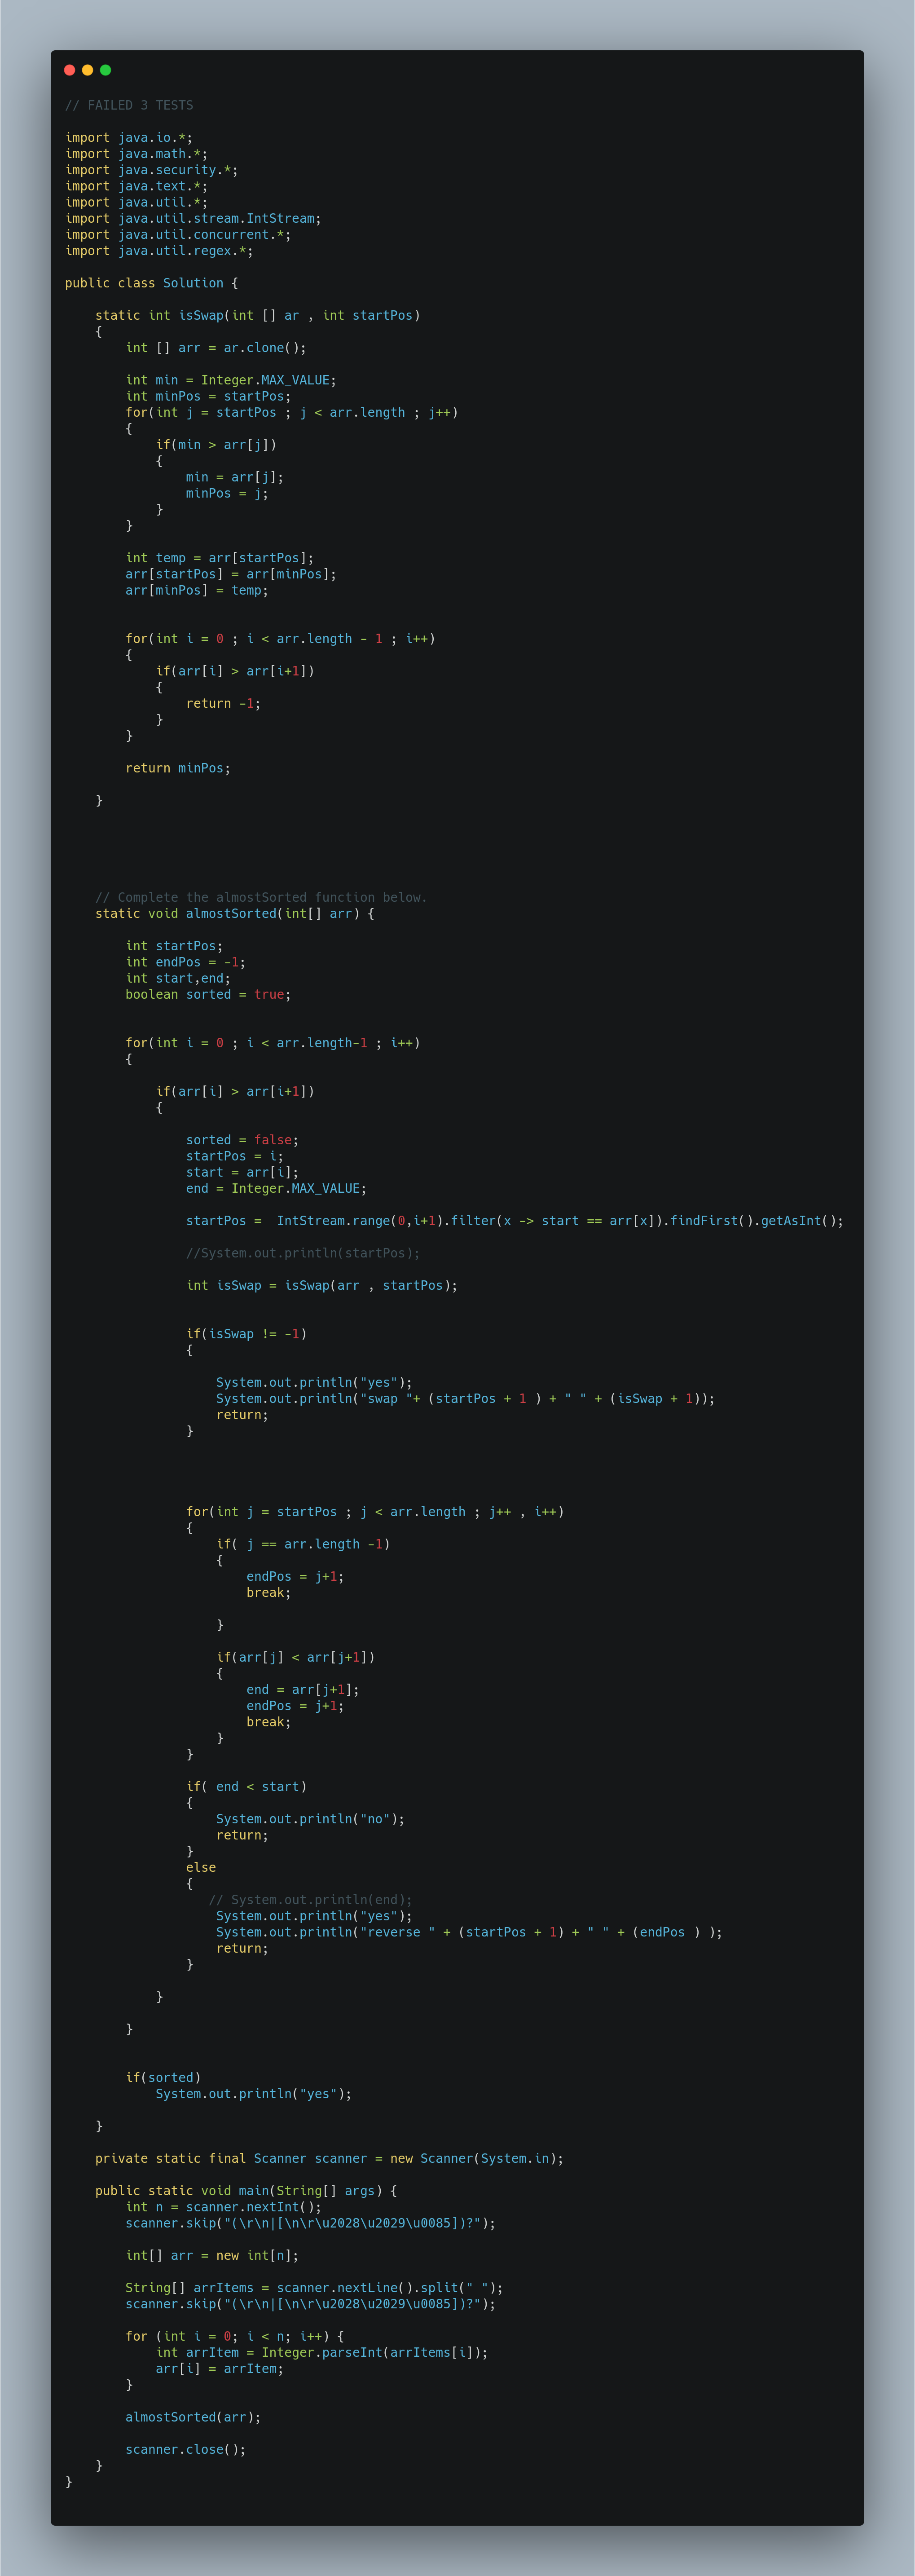 // FAILED 3 TESTS
import java.io.*;
import java.math.*;
import java.security.*;
import java.text.*;
import java.util.*;
import java.util.stream.IntStream;
import java.util.concurrent.*;
import java.util.regex.*;
public class Solution {
static int isSwap(int [] ar , int startPos)
{
int [] arr = ar.clone();
int min = Integer.MAX_VALUE;
int minPos = startPos;
for(int j = startPos ; j < arr.length ; j++)
{
if(min > arr[j])
{
min = arr[j];
minPos = j;
}
}
int temp = arr[startPos];
arr[startPos] = arr[minPos];
arr[minPos] = temp;
for(int i = 0 ; i < arr.length - 1 ; i++)
{
if(arr[i] > arr[i+1])
{
return -1;
}
}
return minPos;
}
// Complete the almostSorted function below.
static void almostSorted(int[] arr) {
int startPos;
int endPos = -1;
int start,end;
boolean sorted = true;
for(int i = 0 ; i < arr.length-1 ; i++)
{
if(arr[i] > arr[i+1])
{
sorted = false;
startPos = i;
start = arr[i];
end = Integer.MAX_VALUE;
startPos =  IntStream.range(0,i+1).filter(x -> start == arr[x]).findFirst().getAsInt();
//System.out.println(startPos);
int isSwap = isSwap(arr , startPos);
if(isSwap != -1)
{
System.out.println("yes");
System.out.println("swap "+ (startPos + 1 ) + " " + (isSwap + 1));
return;
}
for(int j = startPos ; j < arr.length ; j++ , i++)
{
if( j == arr.length -1)
{
endPos = j+1;
break;
}
if(arr[j] < arr[j+1])
{
end = arr[j+1];
endPos = j+1;
break;
}
}
if( end < start)
{
System.out.println("no");
return;
}
else
{
// System.out.println(end);
System.out.println("yes");
System.out.println("reverse " + (startPos + 1) + " " + (endPos ) );
return;
}
}
}
if(sorted)
System.out.println("yes");
}
private static final Scanner scanner = new Scanner(System.in);
public static void main(String[] args) {
int n = scanner.nextInt();
scanner.skip("(\r\n|[\n\r\u2028\u2029\u0085])?");
int[] arr = new int[n];
String[] arrItems = scanner.nextLine().split(" ");
scanner.skip("(\r\n|[\n\r\u2028\u2029\u0085])?");
for (int i = 0; i < n; i++) {
int arrItem = Integer.parseInt(arrItems[i]);
arr[i] = arrItem;
}
almostSorted(arr);
scanner.close();
}
}